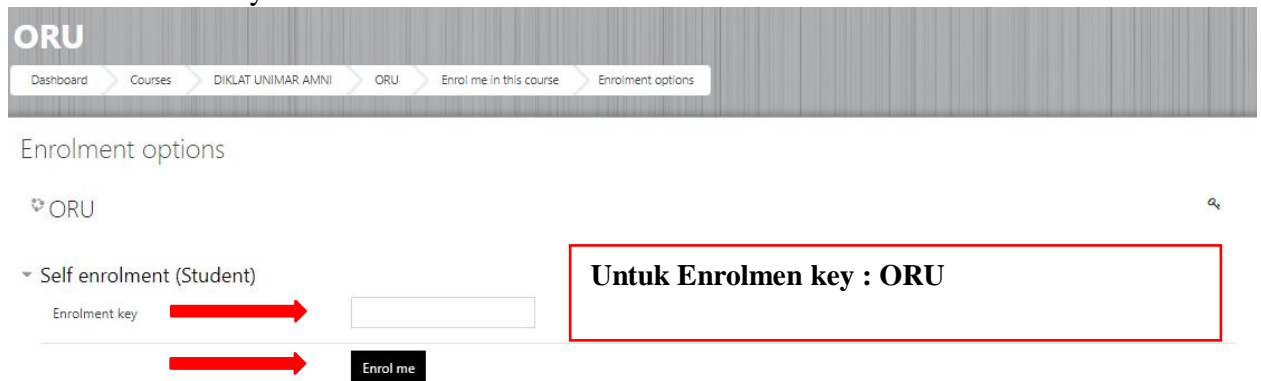 ORU
Dashboard Courses DIKLAT UNIMAR AMNI ORU Enrol me in this course Enrolment options
Enrolment options
ORU
Self enrolment (Student)
Untuk Enrolmen key : ORU
Enrolment key
Enrol me